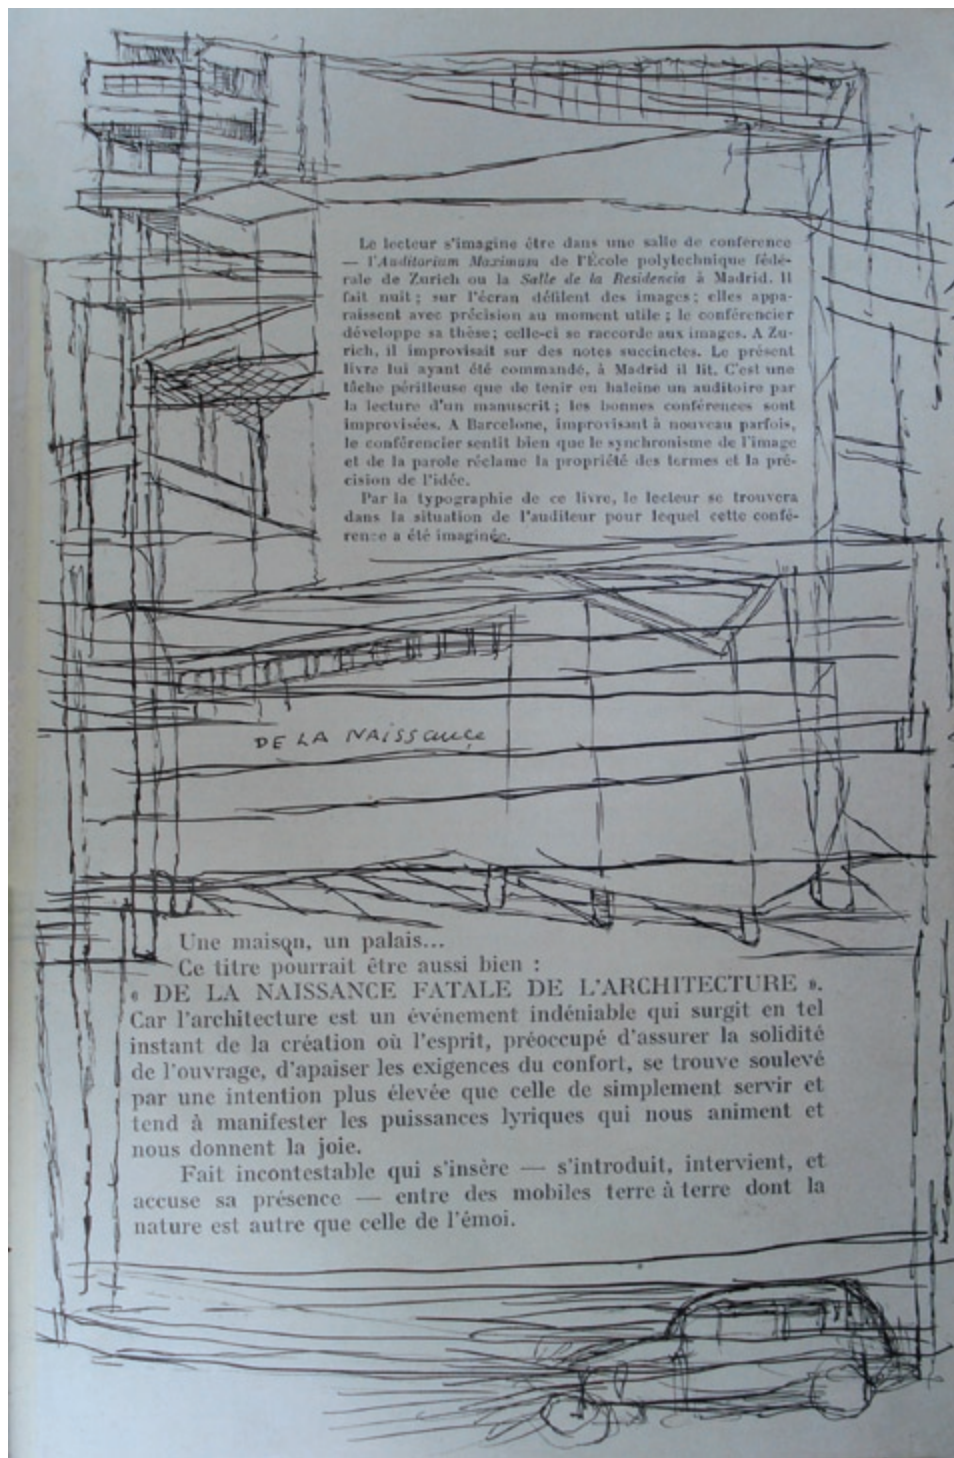 Le lecteur s'imagine être dans une salle de conférence
— l'Auditorium Maximum de l'École polytechnique fédé-
rale de Zurich ou la Salle de la Residencia à Madrid. Il
fait nuit ; sur l'écran défilent des images ; elles appa-
raissent avec précision au moment utile ; le conférencier
développe sa thèse ; celle-ci se raccorde aux images. A Zu-
rich, il improvisait sur des notes succinctes. Le présent
livre lui ayant été commandé, à Madrid il lit. C'est une
tâche périlleuse que de tenir en haleine un auditoire par
la lecture d'un manuscrit ; les bonnes conférences sont
improvisées. A Barcelone, improvisant à nouveau parfois,
le conférencier sentit bien que le synchronisme de l'image
et de la parole réclame la propriété des termes et la pré-
cision de l'idée.
Par la typographie de ce livre, le lecteur se trouvera
dans la situation de l'auditeur pour lequel cette confé-
rence a été imaginée.
DE LA NAISSance
Une maison, un palais...
Ce titre pourrait être aussi bien :
« DE LA NAISSANCE FATALE DE L'ARCHITECTURE ».
Car l'architecture est un événement indéniable qui surgit en tel
instant de la création où l'esprit, préoccupé d'assurer la solidité
de l'ouvrage, d'apaiser les exigences du confort, se trouve soulevé
par une intention plus élevée que celle de simplement servir et
tend à manifester les puissances lyriques qui nous animent et
nous donnent la joie.
Fait incontestable qui s'insère — s'introduit, intervient, et
accuse sa présence — entre des mobiles terre à terre dont la
nature est autre que celle de l'émoi.